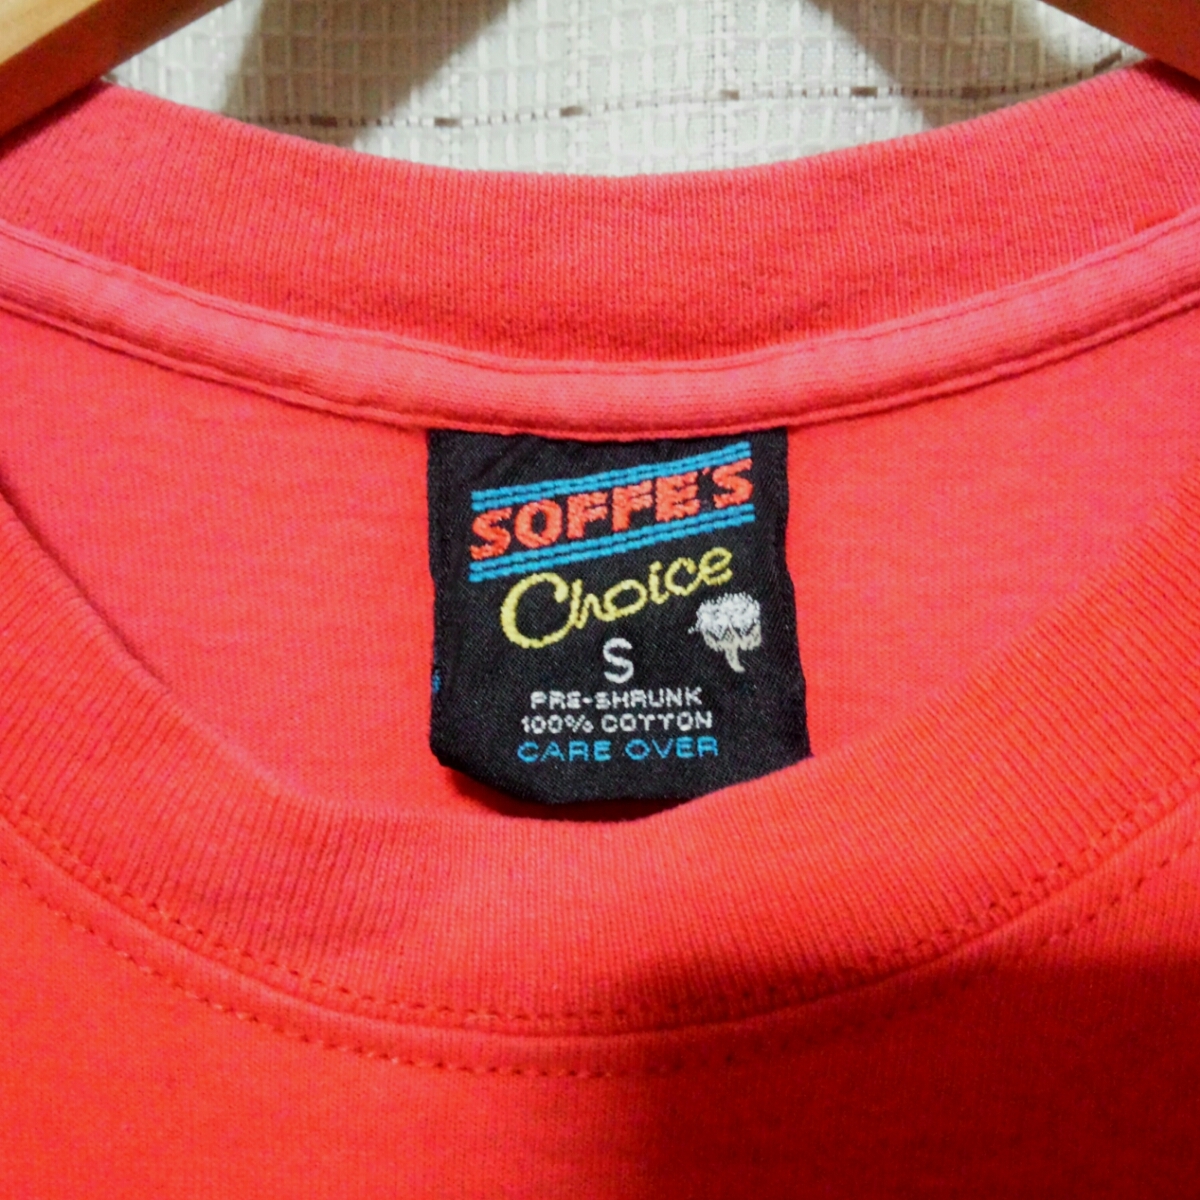 SOFFE'S
Choice
S
PRE-SHRUNK
100% COTTON
CARE OVER